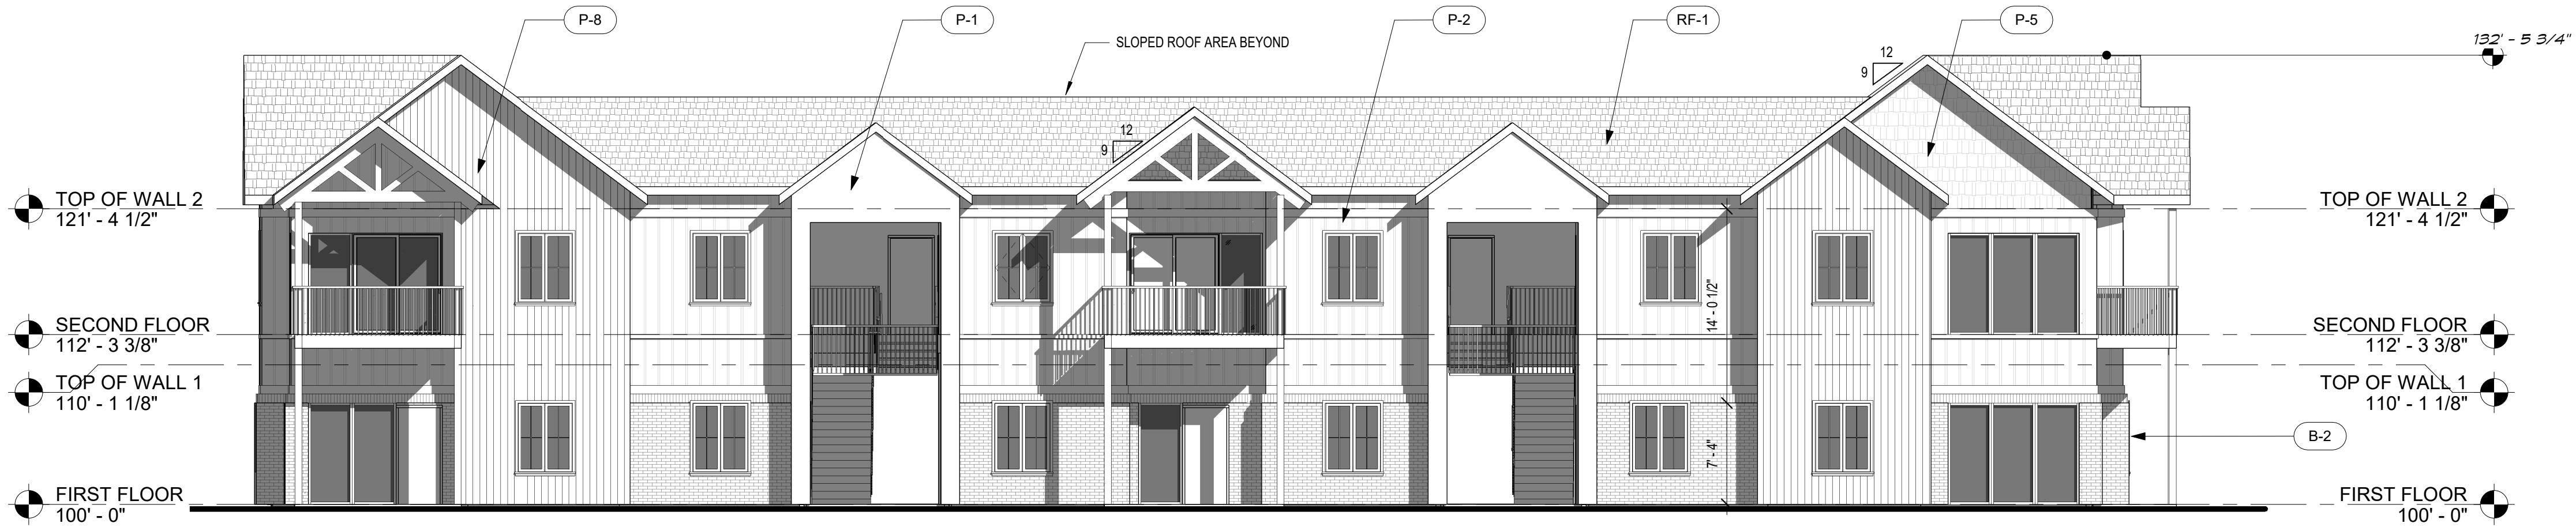 P-8
P-1
P-2
RF-1
P-5
SLOPED ROOF AREA BEYOND
132' - 5 3/4"
12
9
12
9
TOP OF WALL 2
121' - 4 1/2"
TOP OF WALL 2
121' - 4 1/2"
14' - 0 1/2"
SECOND FLOOR
112' - 3 3/8"
SECOND FLOOR
112' - 3 3/8"
TOP OF WALL 1
110' - 1 1/8"
TOP OF WALL 1
110' - 1 1/8"
B-2
7' - 4"
FIRST FLOOR
100' - 0"
FIRST FLOOR
100' - 0"